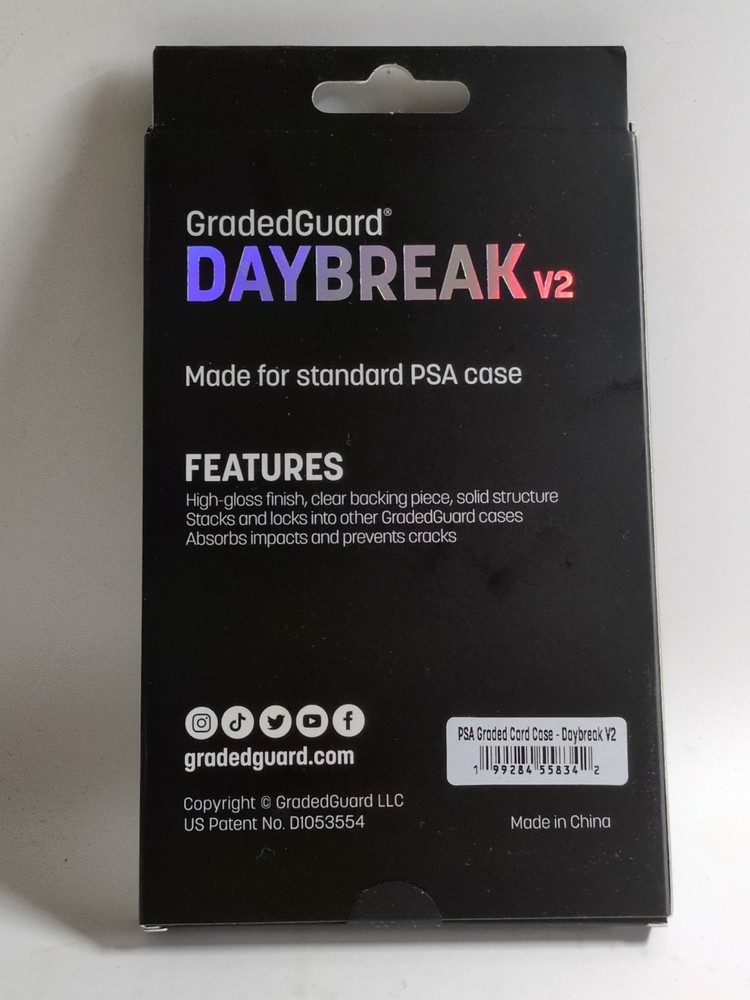 GradedGuard®
DAYBREAK V2
Made for standard PSA case
FEATURES
High-gloss finish, clear backing piece, solid structure
Stacks and locks into other GradedGuard cases
Absorbs impacts and prevents cracks
gradedguard.com
PSA Graded Card Case - Daybreak V2
1 99284 55834 2
Copyright © GradedGuard LLC
US Patent No. D1053554
Made in China